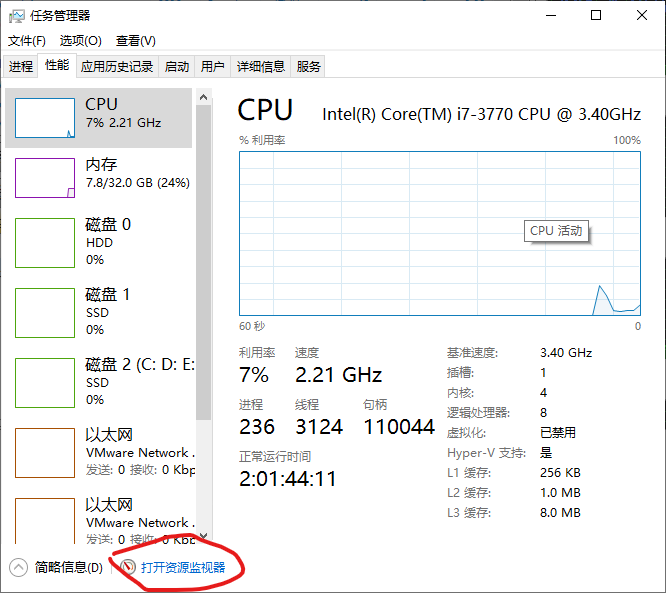 任务管理器
文件(F) 选项(O) 查看(V)
进程 性能 应用历史记录 启动 用户 详细信息 服务
CPU
7% 2.21 GHz
内存
7.8/32.0 GB (24%)
磁盘 0
HDD
0%
磁盘 1
SSD
0%
磁盘 2 (C: D: E:
SSD
0%
以太网
VMware Network .
发送: 0 接收: 0 Kbp
以太网
VMware Network .
发送: 0 接收: 0 Kbp
CPU Intel(R) Core(TM) i7-3770 CPU @ 3.40GHz
% 利用率 100%
CPU 活动
60 秒 0
利用率 速度
7% 2.21 GHz
进程 线程 句柄
236 3124 110044
正常运行时间
2:01:44:11
基准速度: 3.40 GHz
插槽: 1
内核: 4
逻辑处理器: 8
虚拟化: 已禁用
Hyper-V 支持: 是
L1 缓存: 256 KB
L2 缓存: 1.0 MB
L3 缓存: 8.0 MB
简略信息(D) 打开资源监视器